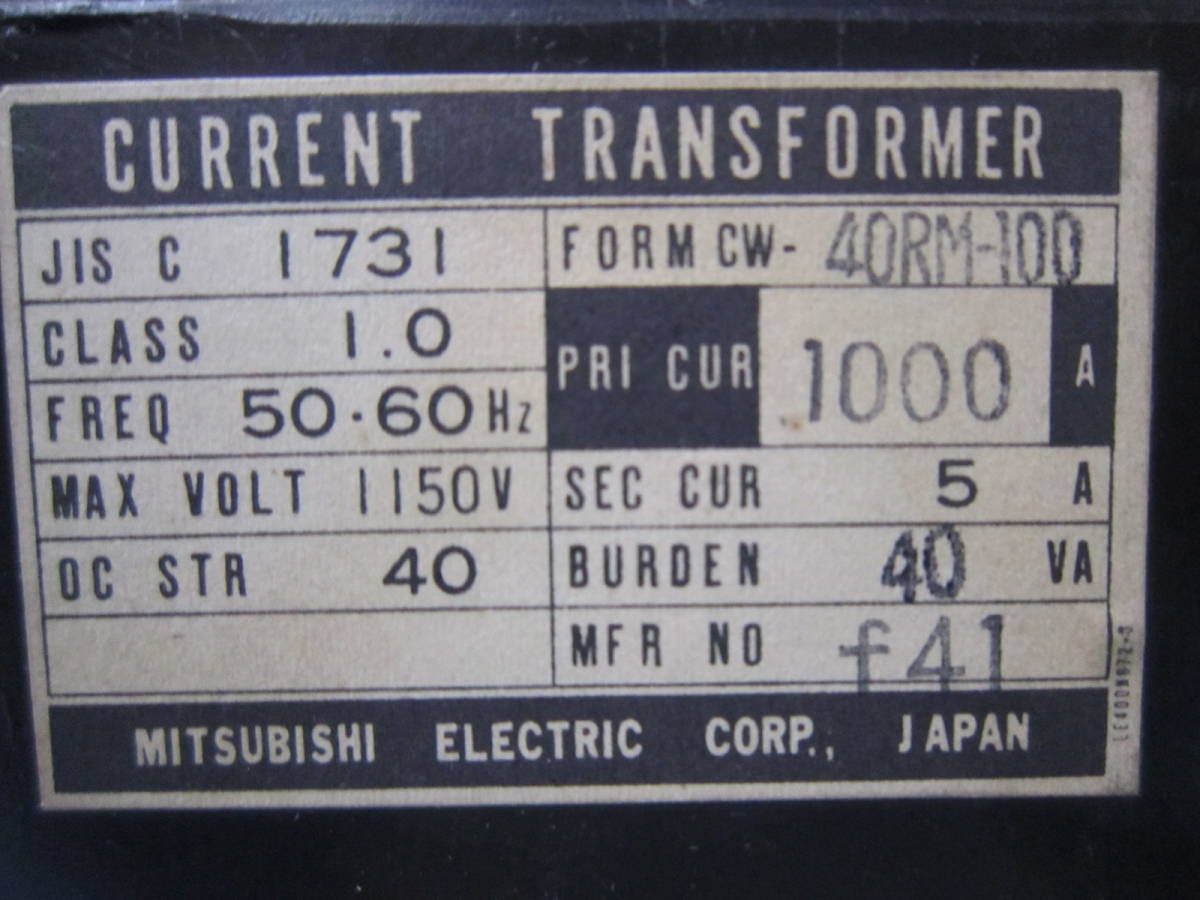 CURRENT TRANSFORMER
JIS C 1731
FORM CW- 40RM-100
CLASS 1.0
PRI CUR 1000 A
FREQ 50·60Hz
MAX VOLT 1150V
SEC CUR 5 A
OC STR 40
BURDEN 40 VA
MFR NO f41
MITSUBISHI ELECTRIC CORP., JAPAN